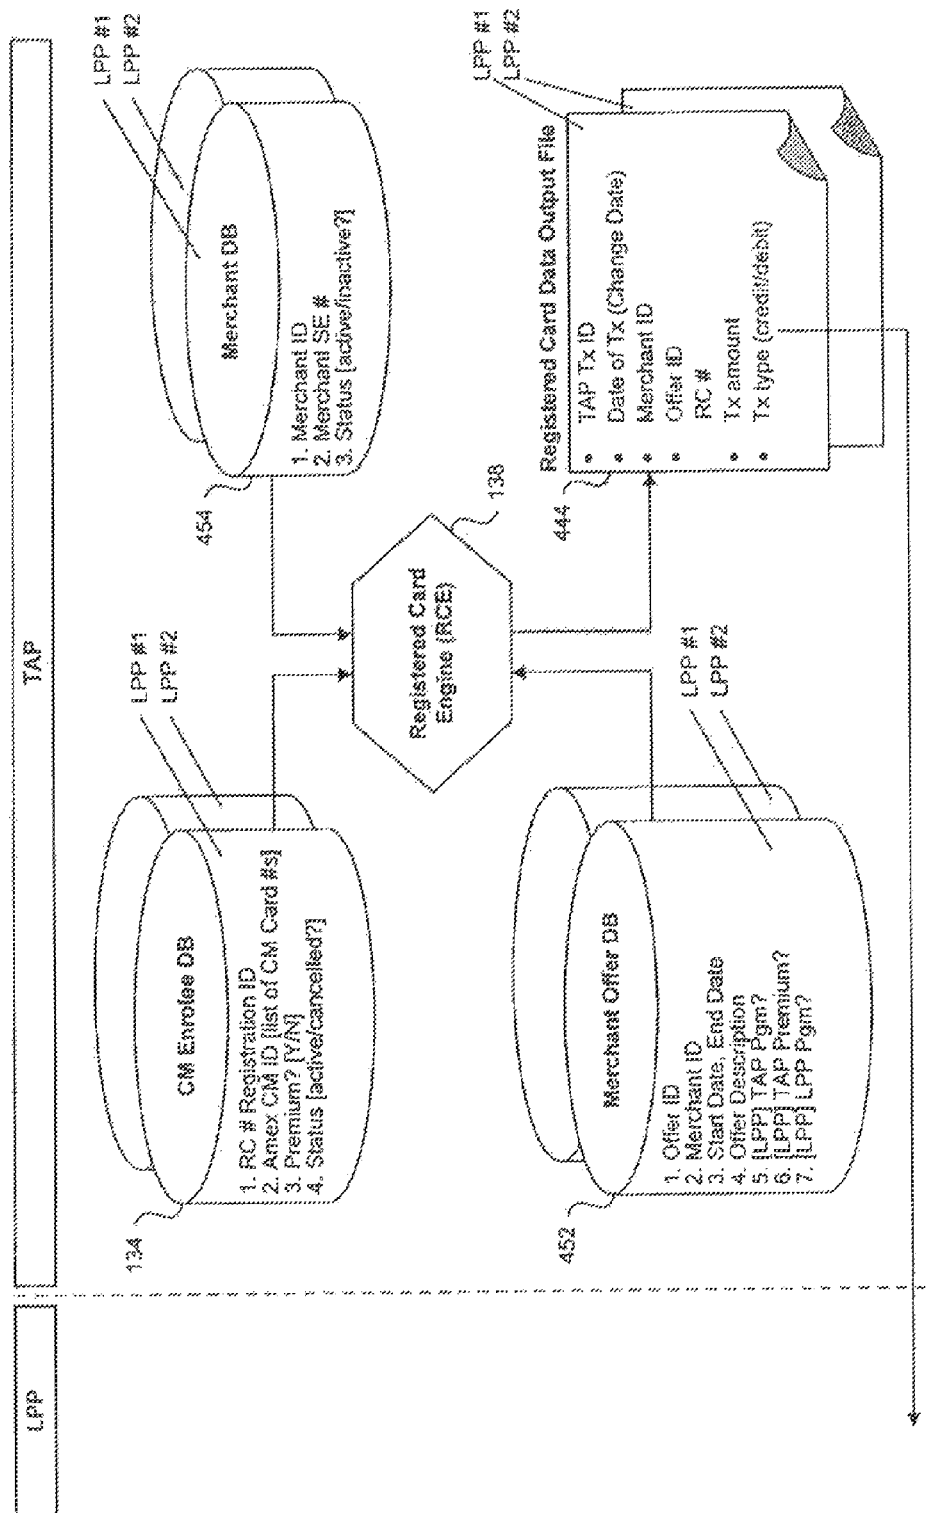 LPP
TAP
CM Enrolee DB
1. RC # Registration ID
2. Amex CM ID [list of CM Card #s]
3. Premium? [Y/N]
4. Status [active/cancelled?]
134
LPP #1
LPP #2
Merchant DB
1. Merchant ID
2. Merchant SE #
3. Status [active/inactive?]
454
LPP #1
LPP #2
Registered Card
Engine (RCE)
138
Merchant Offer DB
1. Offer ID
2. Merchant ID
3. Start Date, End Date
4. Offer Description
5. [LPP] TAP Pgm?
6. [LPP] TAP Premium?
7. [LPP] LPP Pgm?
452
LPP #1
LPP #2
Registered Card Data Output File
• TAP Tx ID
• Date of Tx (Change Date)
• Merchant ID
• Offer ID
RC #
• Tx amount
• Tx type (credit/debit)
444
LPP #1
LPP #2